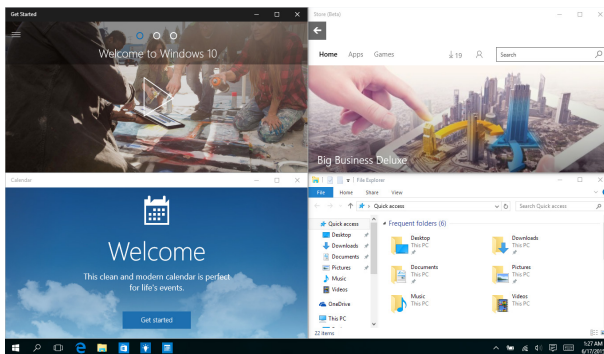 Get Started
Welcome to Windows 10
Store (Beta)
Home Apps Games
19
Search
Big Business Deluxe
Calendar
Welcome
This clean and modern calendar is perfect
for life's events.
Get started
File Explorer
File Home Share View
Quick access
Search Quick access
Quick access
Desktop
Downloads
Documents
Pictures
Music
Videos
OneDrive
This PC
22 items
Frequent folders (6)
Desktop
This PC
Downloads
This PC
Documents
This PC
Pictures
This PC
Music
This PC
Videos
This PC